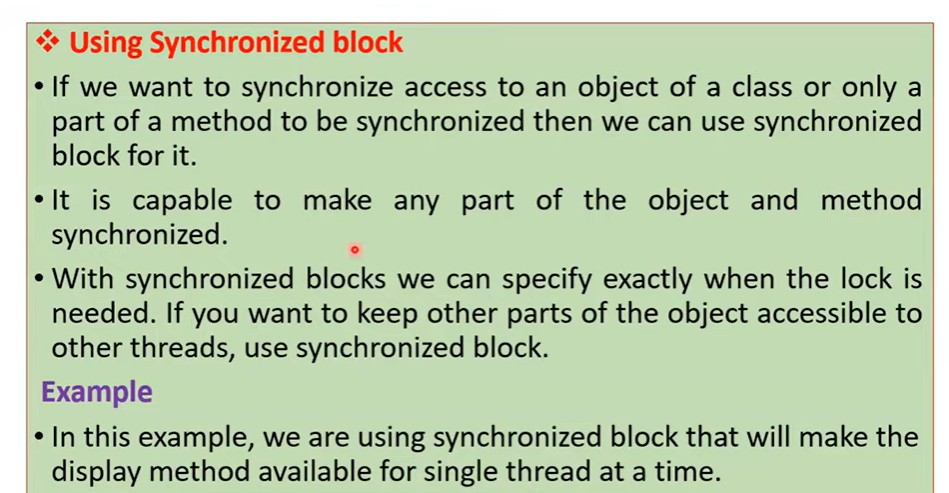 ❖ Using Synchronized block
• If we want to synchronize access to an object of a class or only a
part of a method to be synchronized then we can use synchronized
block for it.
• It is capable to make any part of the object and method
synchronized.
• With synchronized blocks we can specify exactly when the lock is
needed. If you want to keep other parts of the object accessible to
other threads, use synchronized block.
Example
• In this example, we are using synchronized block that will make the
display method available for single thread at a time.